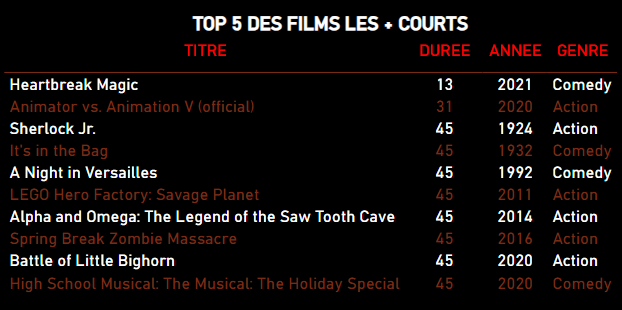 TOP 5 DES FILMS LES + COURTS
TITRE DUREE ANNEE GENRE
Heartbreak Magic 13 2021 Comedy
Animator vs. Animation V (official) 31 2020 Action
Sherlock Jr. 45 1924 Action
It's in the Bag 45 1932 Comedy
A Night in Versailles 45 1992 Comedy
LEGO Hero Factory: Savage Planet 45 2011 Action
Alpha and Omega: The Legend of the Saw Tooth Cave 45 2014 Action
Spring Break Zombie Massacre 45 2016 Action
Battle of Little Bighorn 45 2020 Action
High School Musical: The Musical: The Holiday Special 45 2020 Comedy